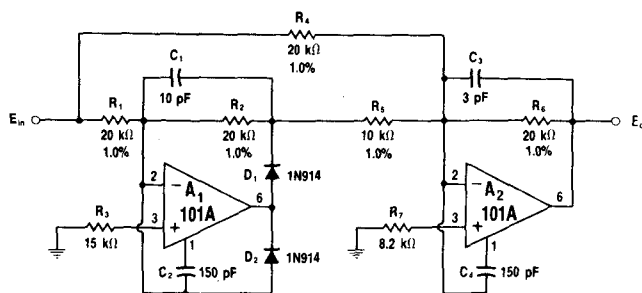 R₄
20 kΩ
1.0%
C₁
10 pF
C₃
3 pF
Eᵢₙ
R₁
20 kΩ
1.0%
R₂
20 kΩ
1.0%
R₅
10 kΩ
1.0%
R₆
20 kΩ
1.0%
D₁
1N914
2
−
A₁
101A
6
3
+
1
R₃
15 kΩ
C₂
150 pF
D₂
1N914
2
−
A₂
101A
6
3
+
1
R₇
8.2 kΩ
C₄
150 pF